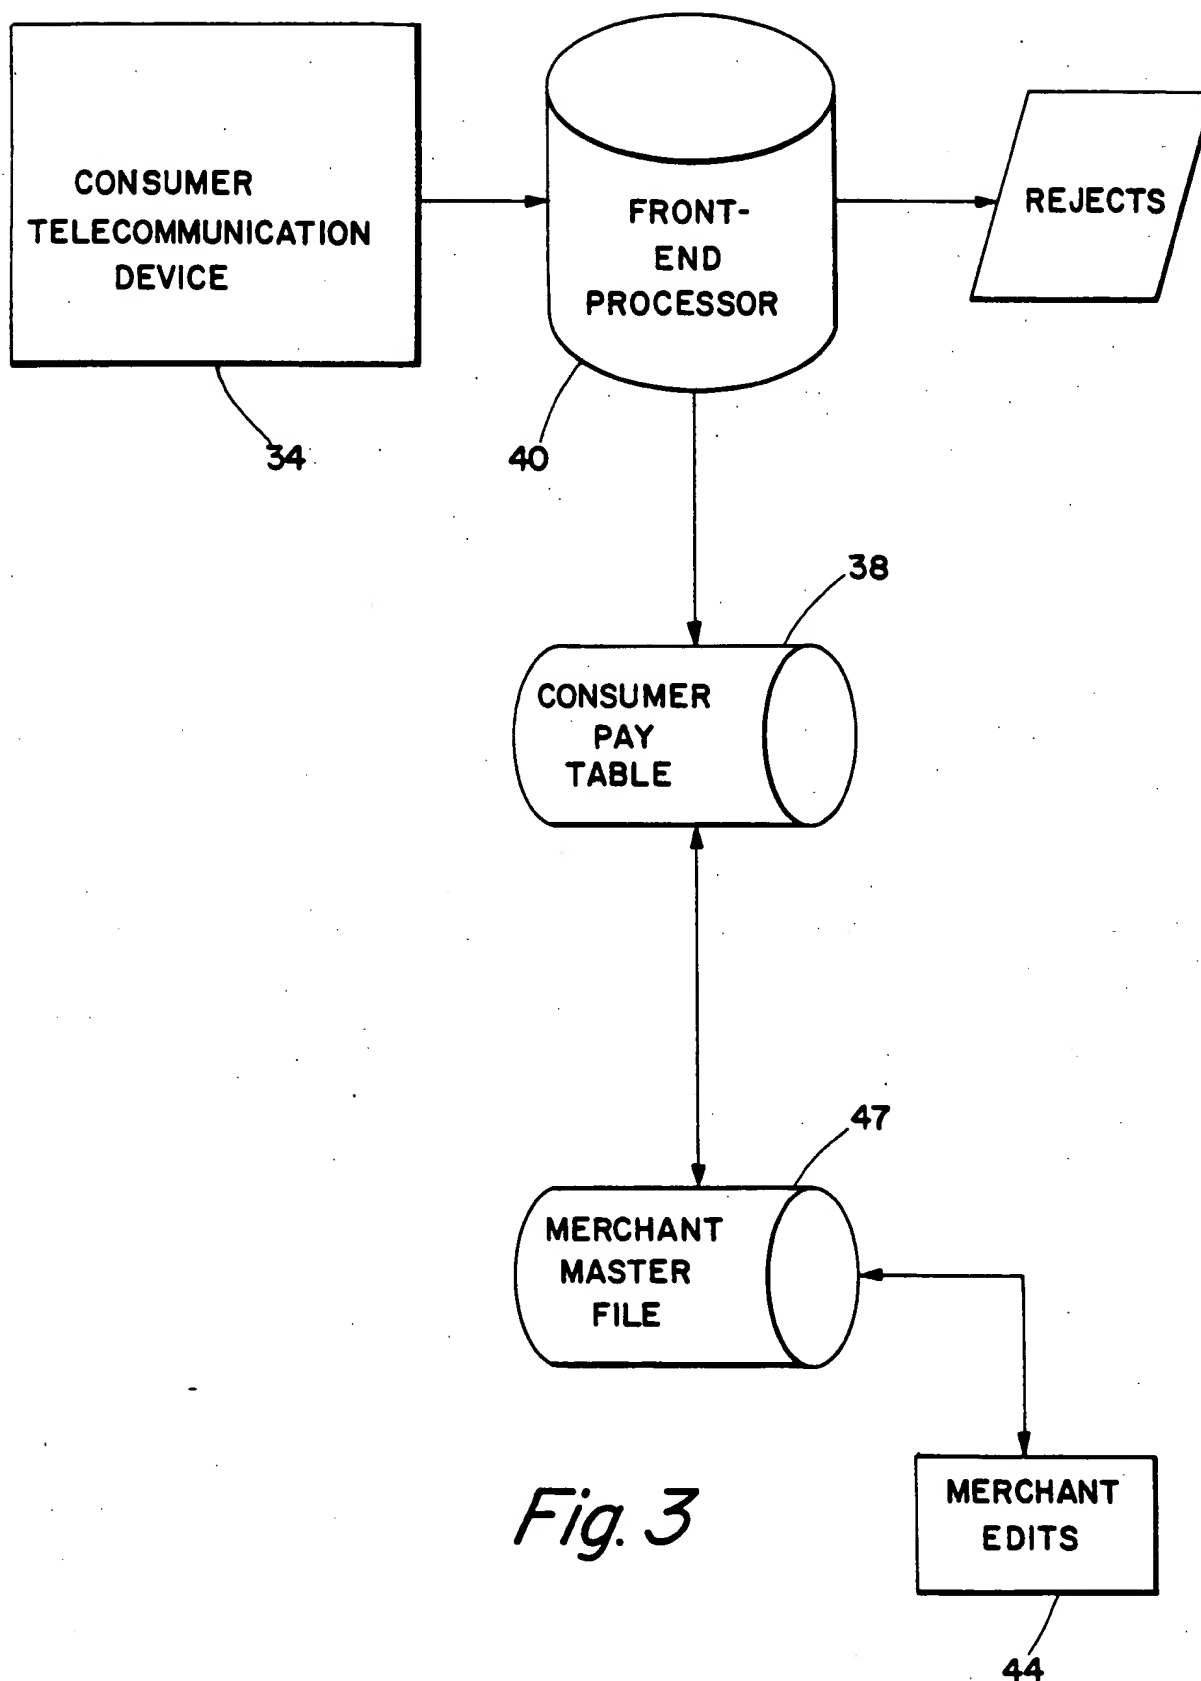 CONSUMER
TELECOMMUNICATION
DEVICE
34
FRONT-
END
PROCESSOR
40
REJECTS
38
CONSUMER
PAY
TABLE
47
MERCHANT
MASTER
FILE
MERCHANT
EDITS
44
Fig. 3